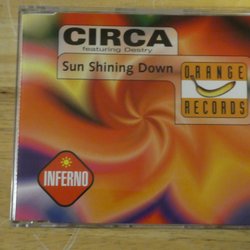 CIRCA
featuring Destry
Sun Shining Down
ORANGE
RECORDS
INFERNO